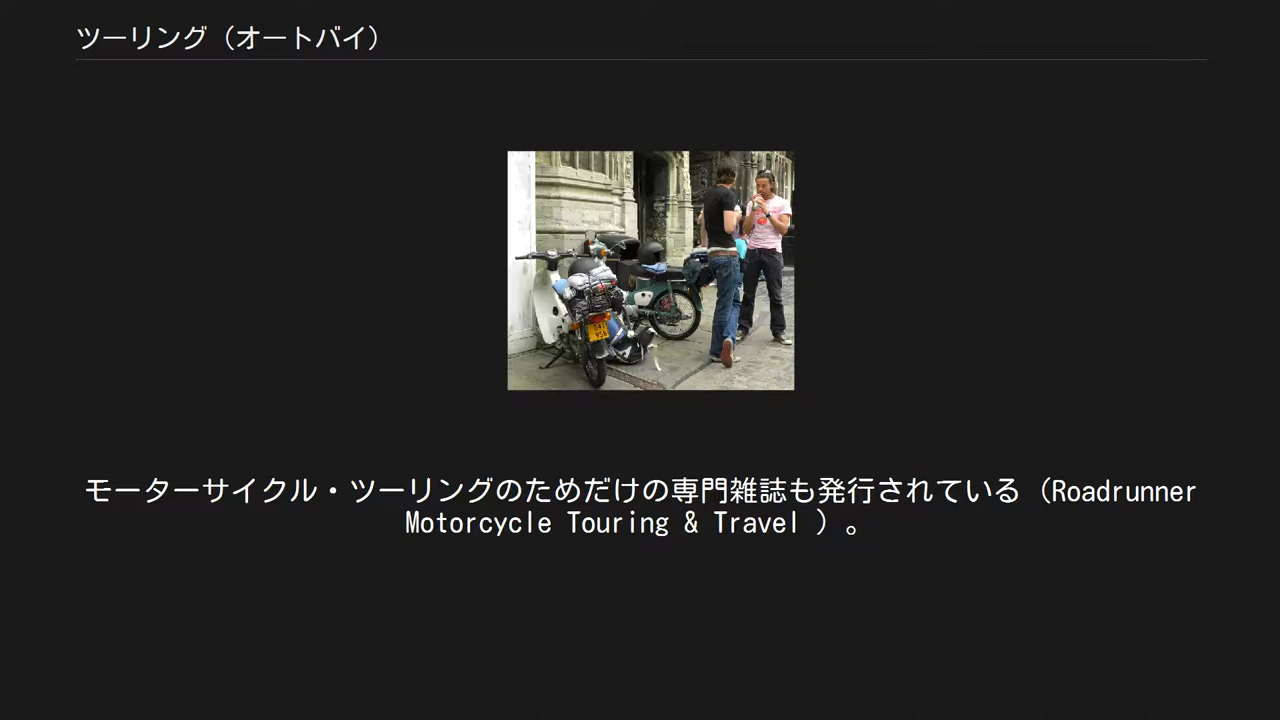 ツーリング（オートバイ）
モーターサイクル・ツーリングのためだけの専門雑誌も発行されている（Roadrunner
Motorcycle Touring & Travel ）。